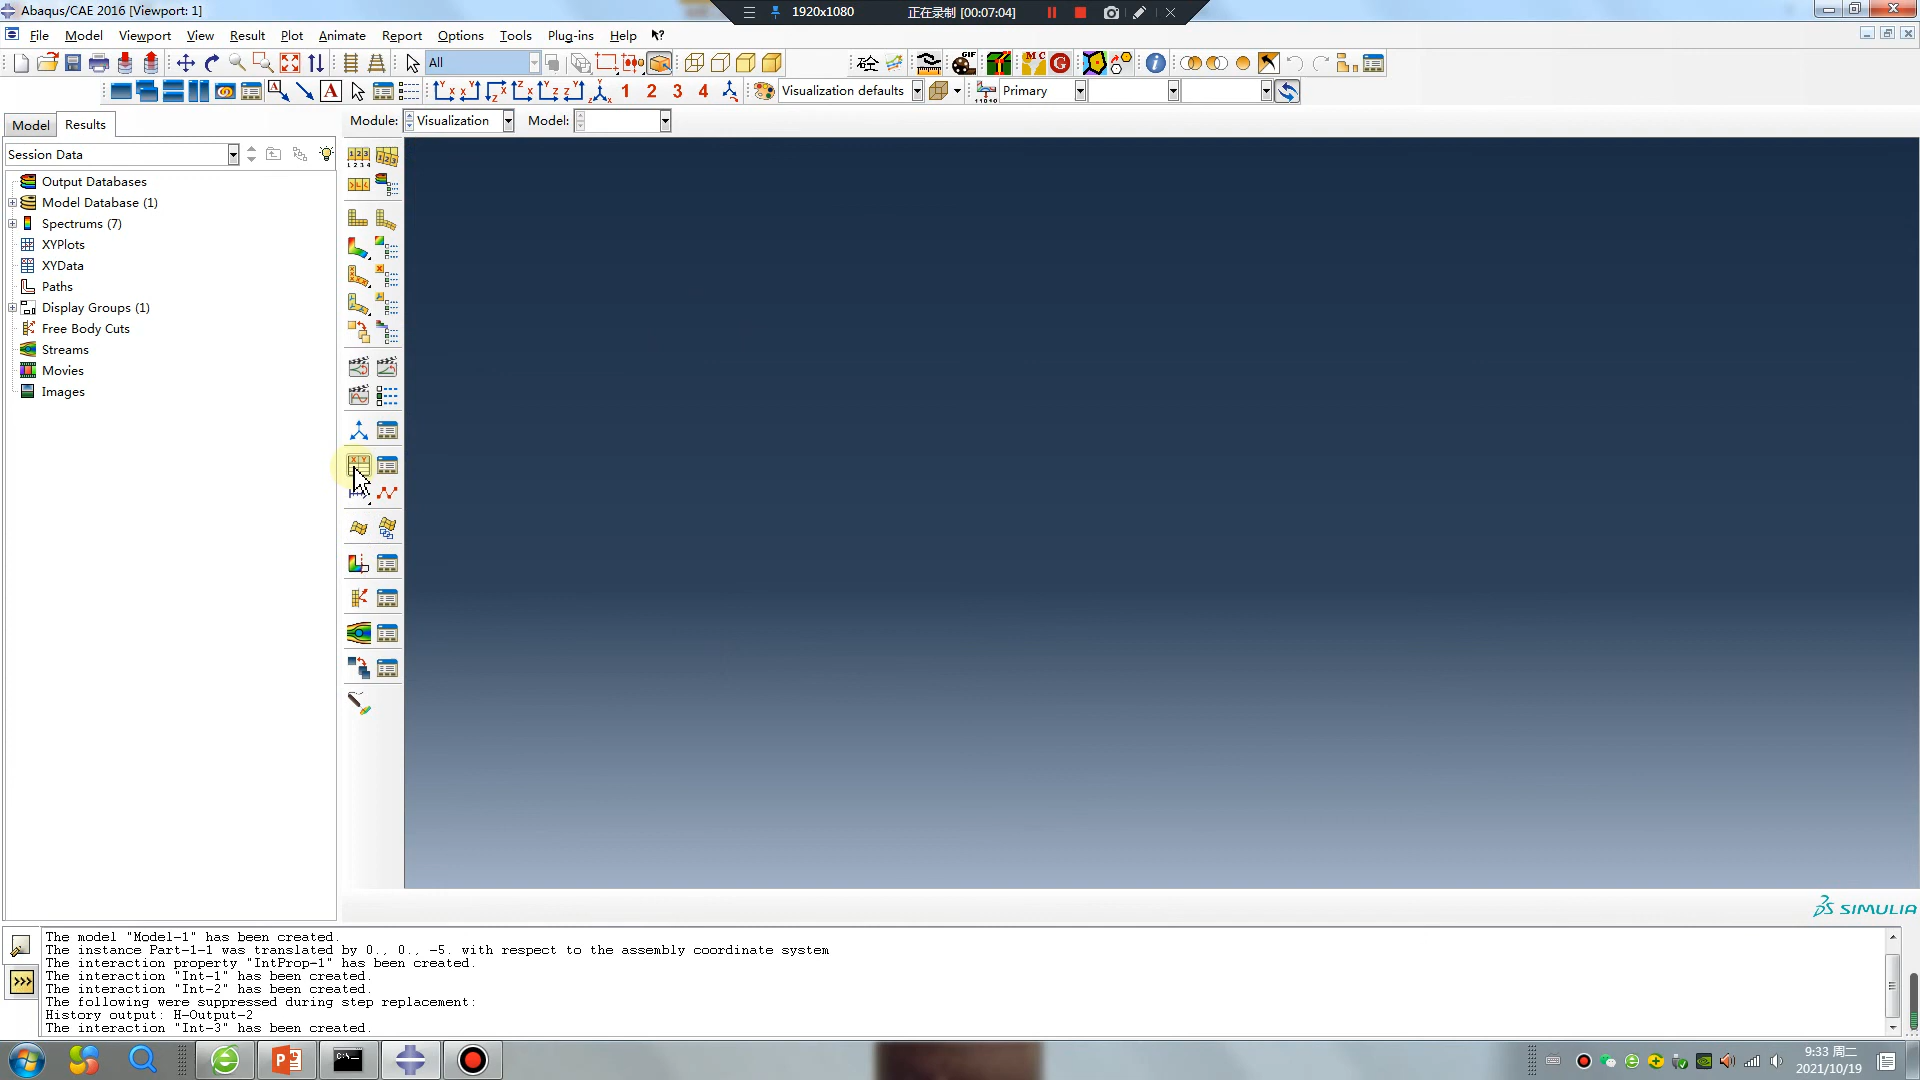 Abaqus/CAE 2016 [Viewport: 1]
1920x1080
正在录制 [00:07:04]
File Model Viewport View Result Plot Animate Report Options Tools Plug-ins Help
All
砼
GIF
MC
G
A
1 2 3 4
Visualization defaults
Primary
Model Results
Module: Visualization Model:
Session Data
Output Databases
Model Database (1)
Spectrums (7)
XYPlots
XYData
Paths
Display Groups (1)
Free Body Cuts
Streams
Movies
Images
SIMULIA
The model "Model-1" has been created.
The instance Part-1-1 was translated by 0., 0., -5. with respect to the assembly coordinate system
The interaction property "IntProp-1" has been created.
The interaction "Int-1" has been created.
The interaction "Int-2" has been created.
The following were suppressed during step replacement:
History output: H-Output-2
The interaction "Int-3" has been created.
9:33 周二
2021/10/19